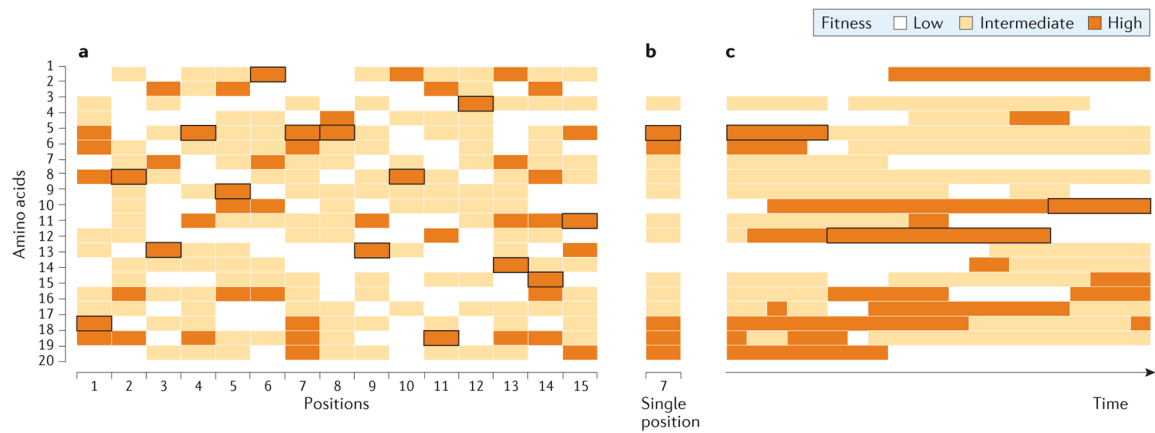 Fitness Low Intermediate High
a b c
Amino acids
1
2
3
4
5
6
7
8
9
10
11
12
13
14
15
16
17
18
19
20
1 2 3 4 5 6 7 8 9 10 11 12 13 14 15
Positions
7
Single
position
Time